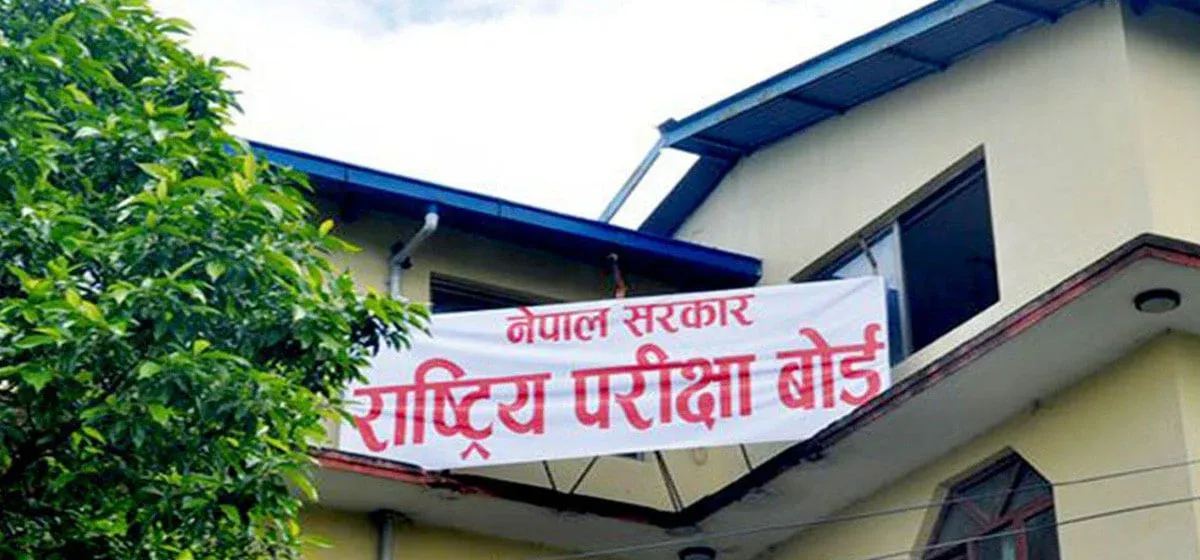 नेपाल सरकार
राष्ट्रिय परीक्षा बोर्ड